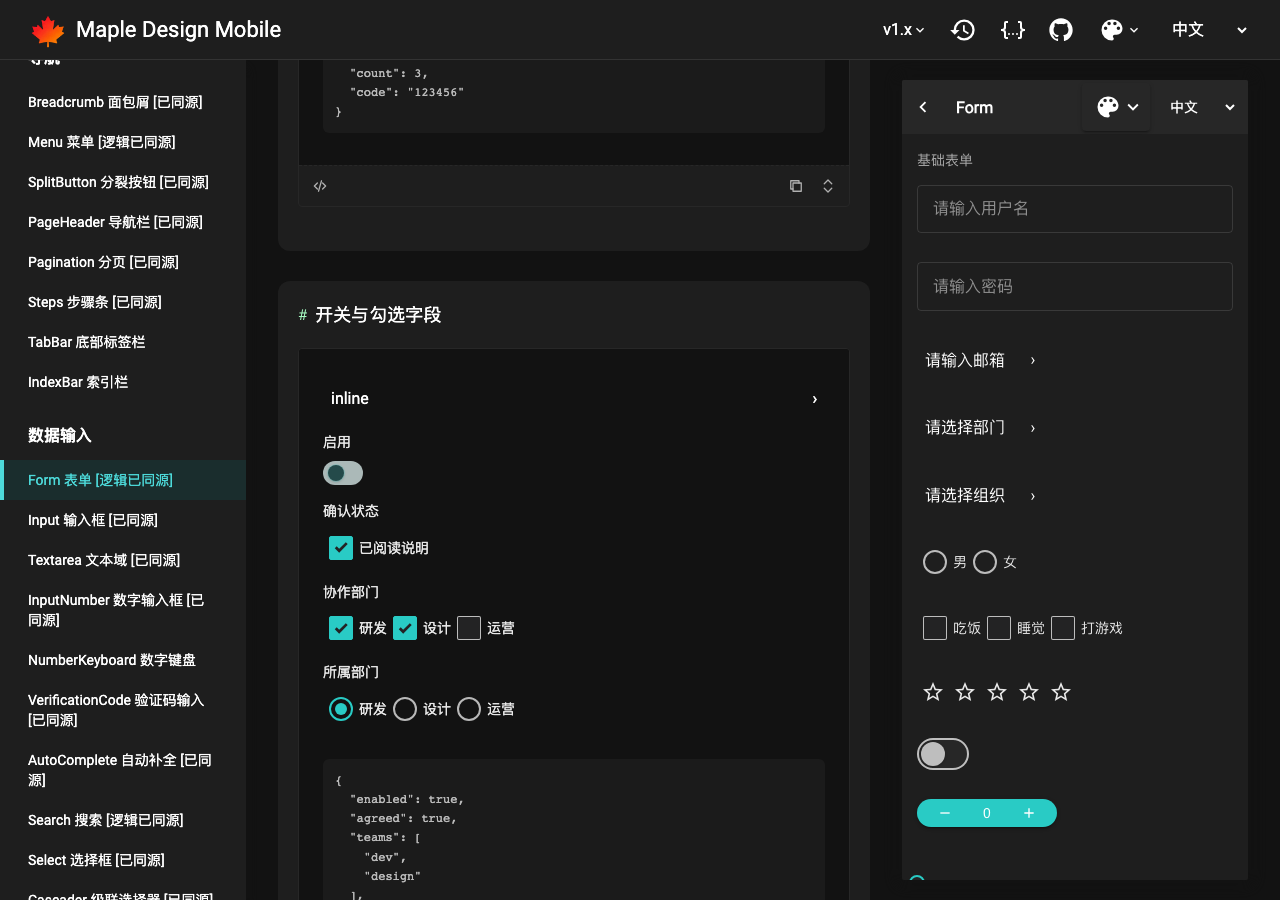 Maple Design Mobile
v1.x
中文
导航
Breadcrumb 面包屑 [已同源]
Menu 菜单 [逻辑已同源]
SplitButton 分裂按钮 [已同源]
PageHeader 导航栏 [已同源]
Pagination 分页 [已同源]
Steps 步骤条 [已同源]
TabBar 底部标签栏
IndexBar 索引栏
数据输入
Form 表单 [逻辑已同源]
Input 输入框 [已同源]
Textarea 文本域 [已同源]
InputNumber 数字输入框 [已
同源]
NumberKeyboard 数字键盘
VerificationCode 验证码输入
[已同源]
AutoComplete 自动补全 [已同
源]
Search 搜索 [逻辑已同源]
Select 选择框 [已同源]
Cascader 级联选择器 [已同源]
"count": 3,
"code": "123456"
}
# 开关与勾选字段
inline
启用
确认状态
已阅读说明
协作部门
研发 设计 运营
所属部门
研发 设计 运营
{
"enabled": true,
"agreed": true,
"teams": [
"dev",
"design"
],
Form
中文
基础表单
请输入用户名
请输入密码
请输入邮箱
请选择部门
请选择组织
男 女
吃饭 睡觉 打游戏
0